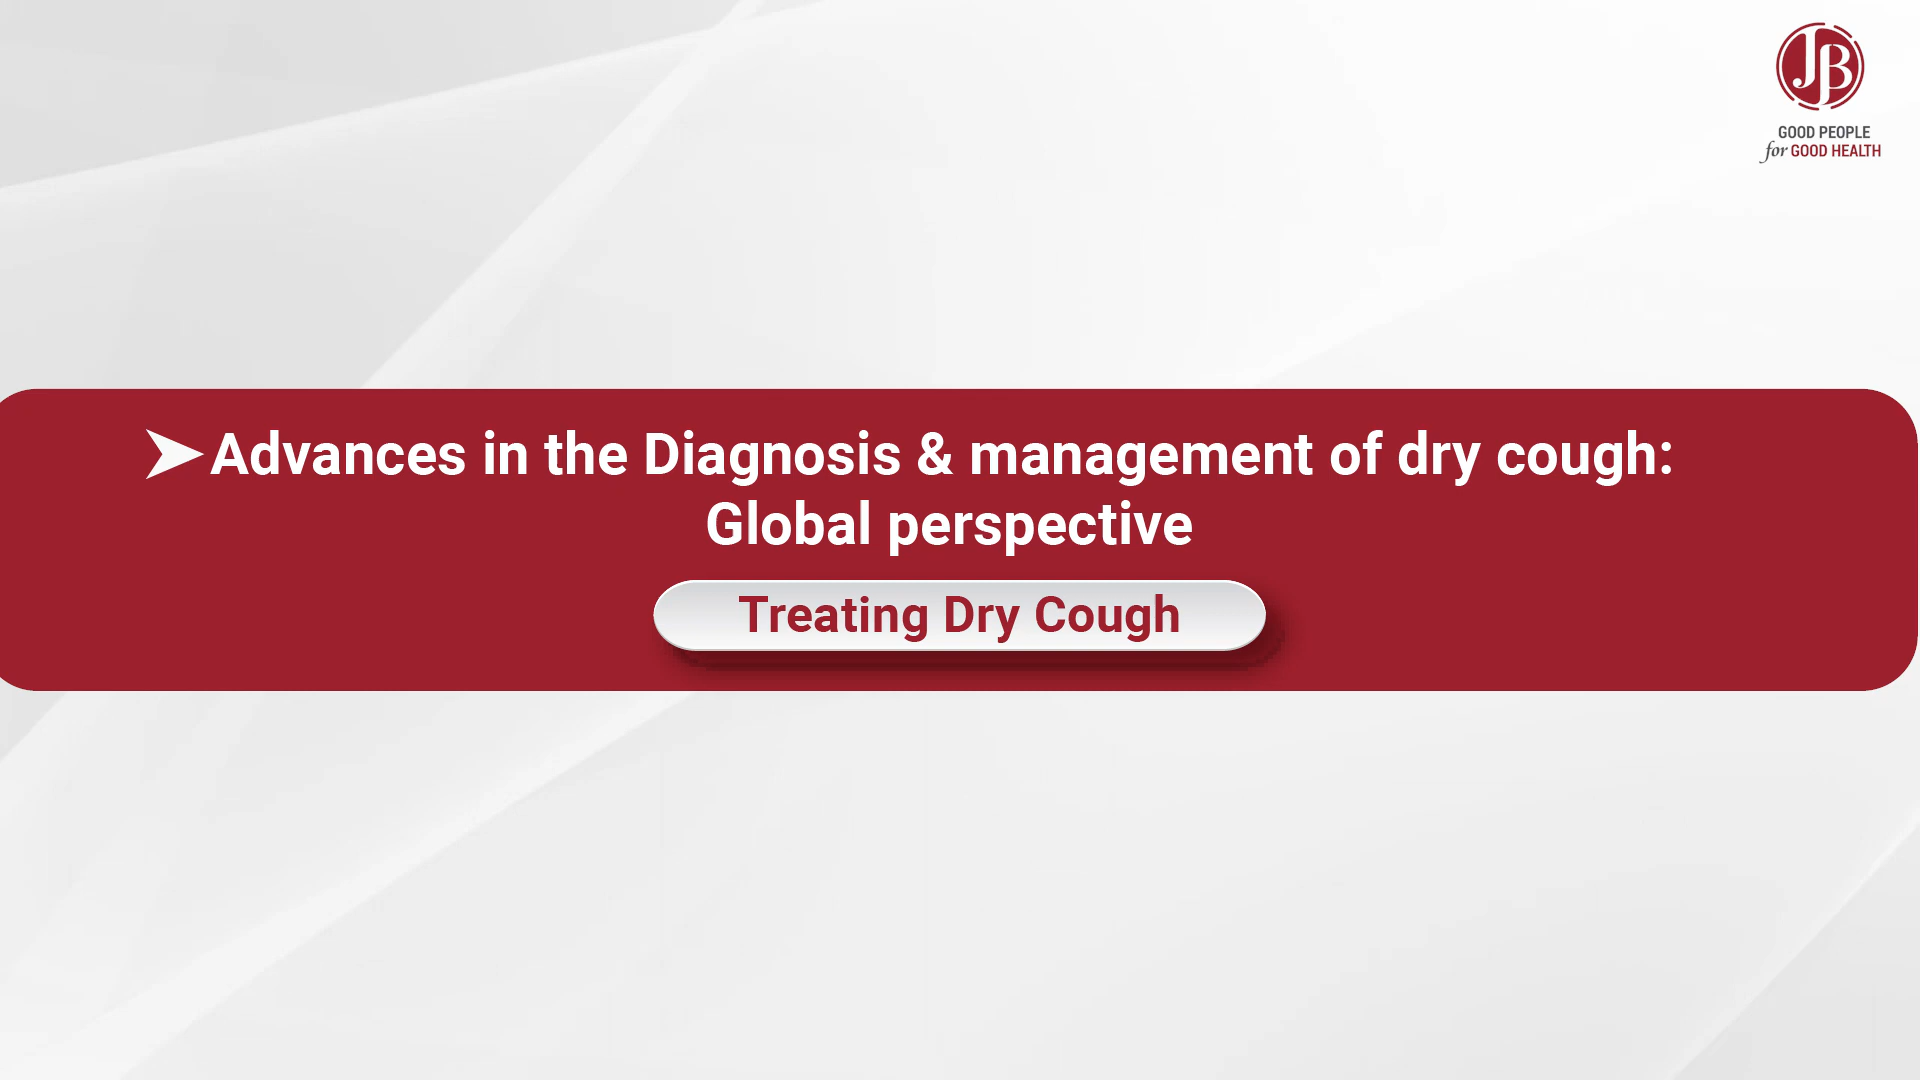 JB
GOOD PEOPLE
for GOOD HEALTH
➤Advances in the Diagnosis & management of dry cough:
Global perspective
Treating Dry Cough